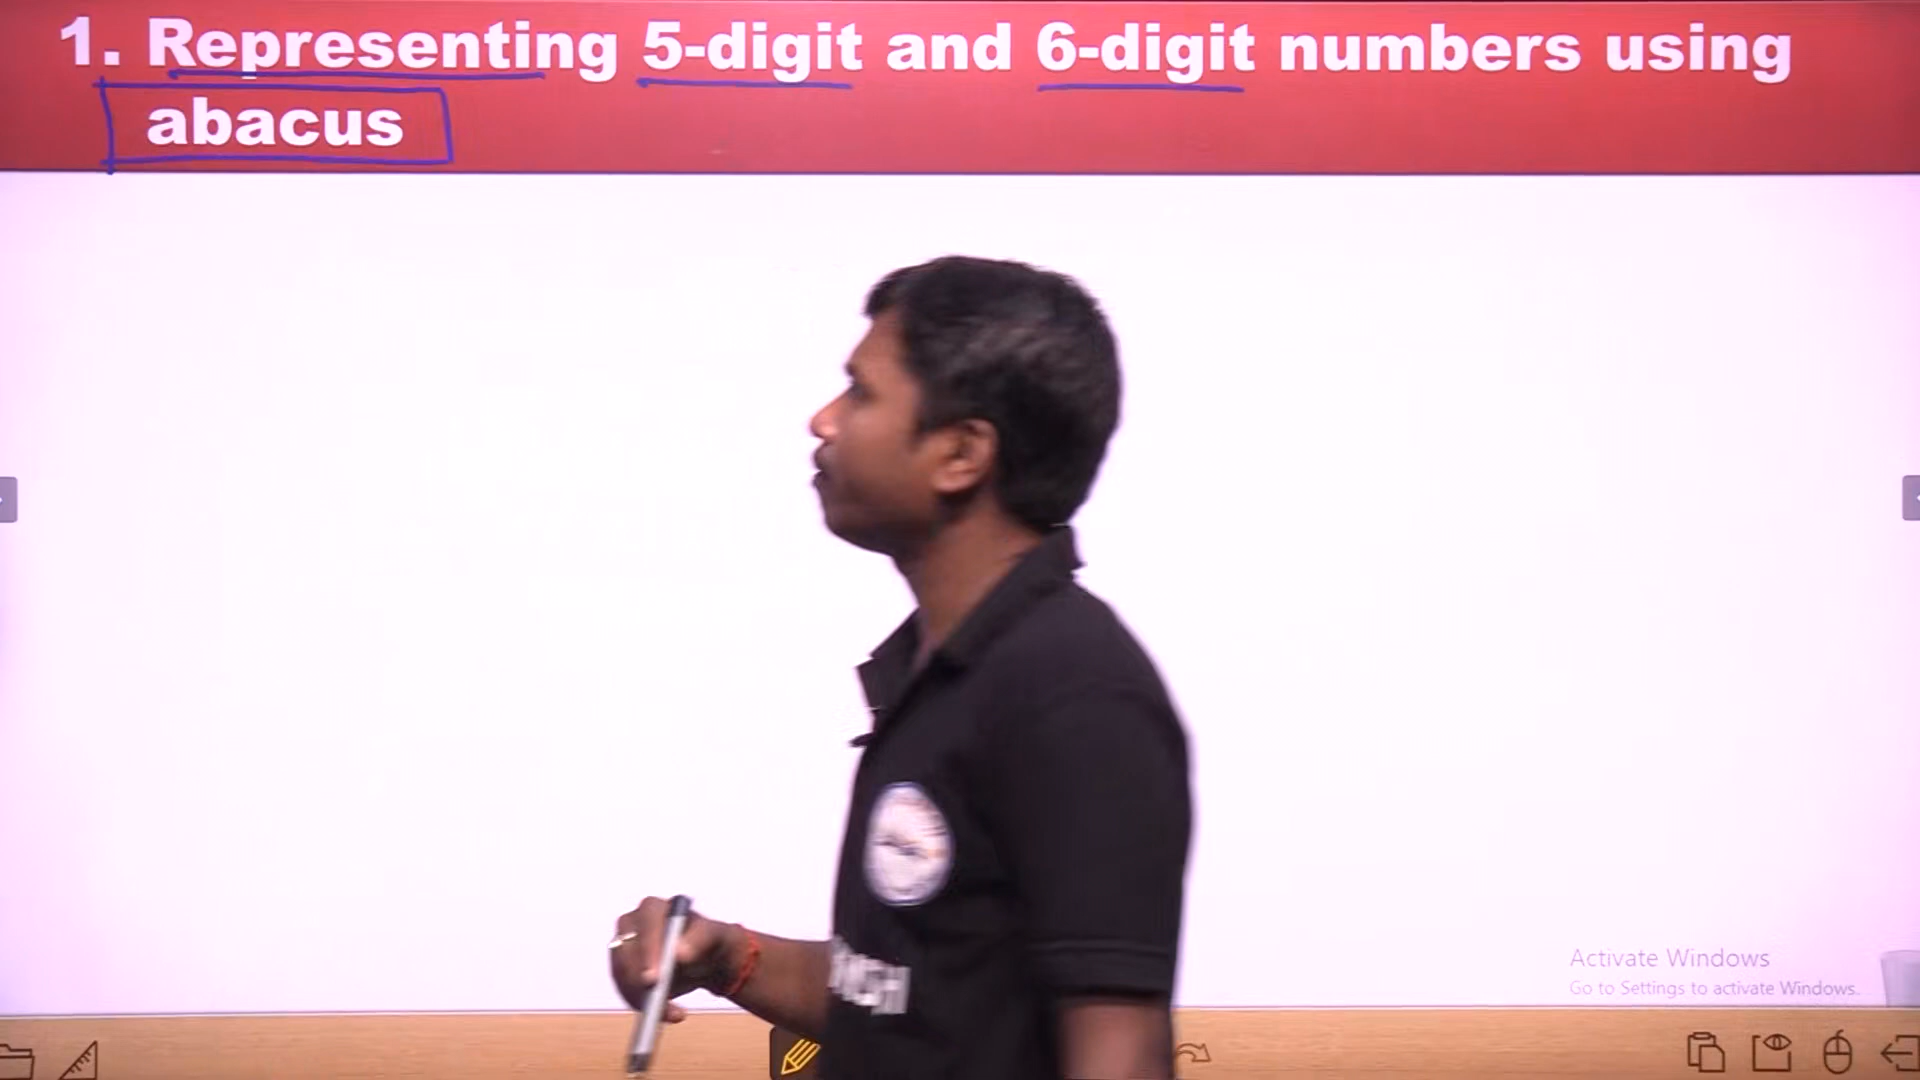 1. Representing 5-digit and 6-digit numbers using
abacus
Activate Windows
Go to Settings to activate Windows.